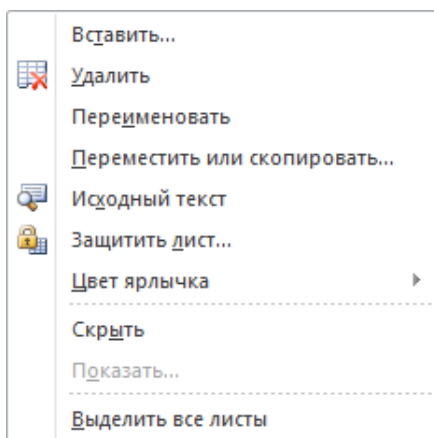 Вставить...
Удалить
Переименовать
Переместить или скопировать...
Исходный текст
Защитить лист...
Цвет ярлычка
Скрыть
Показать...
Выделить все листы